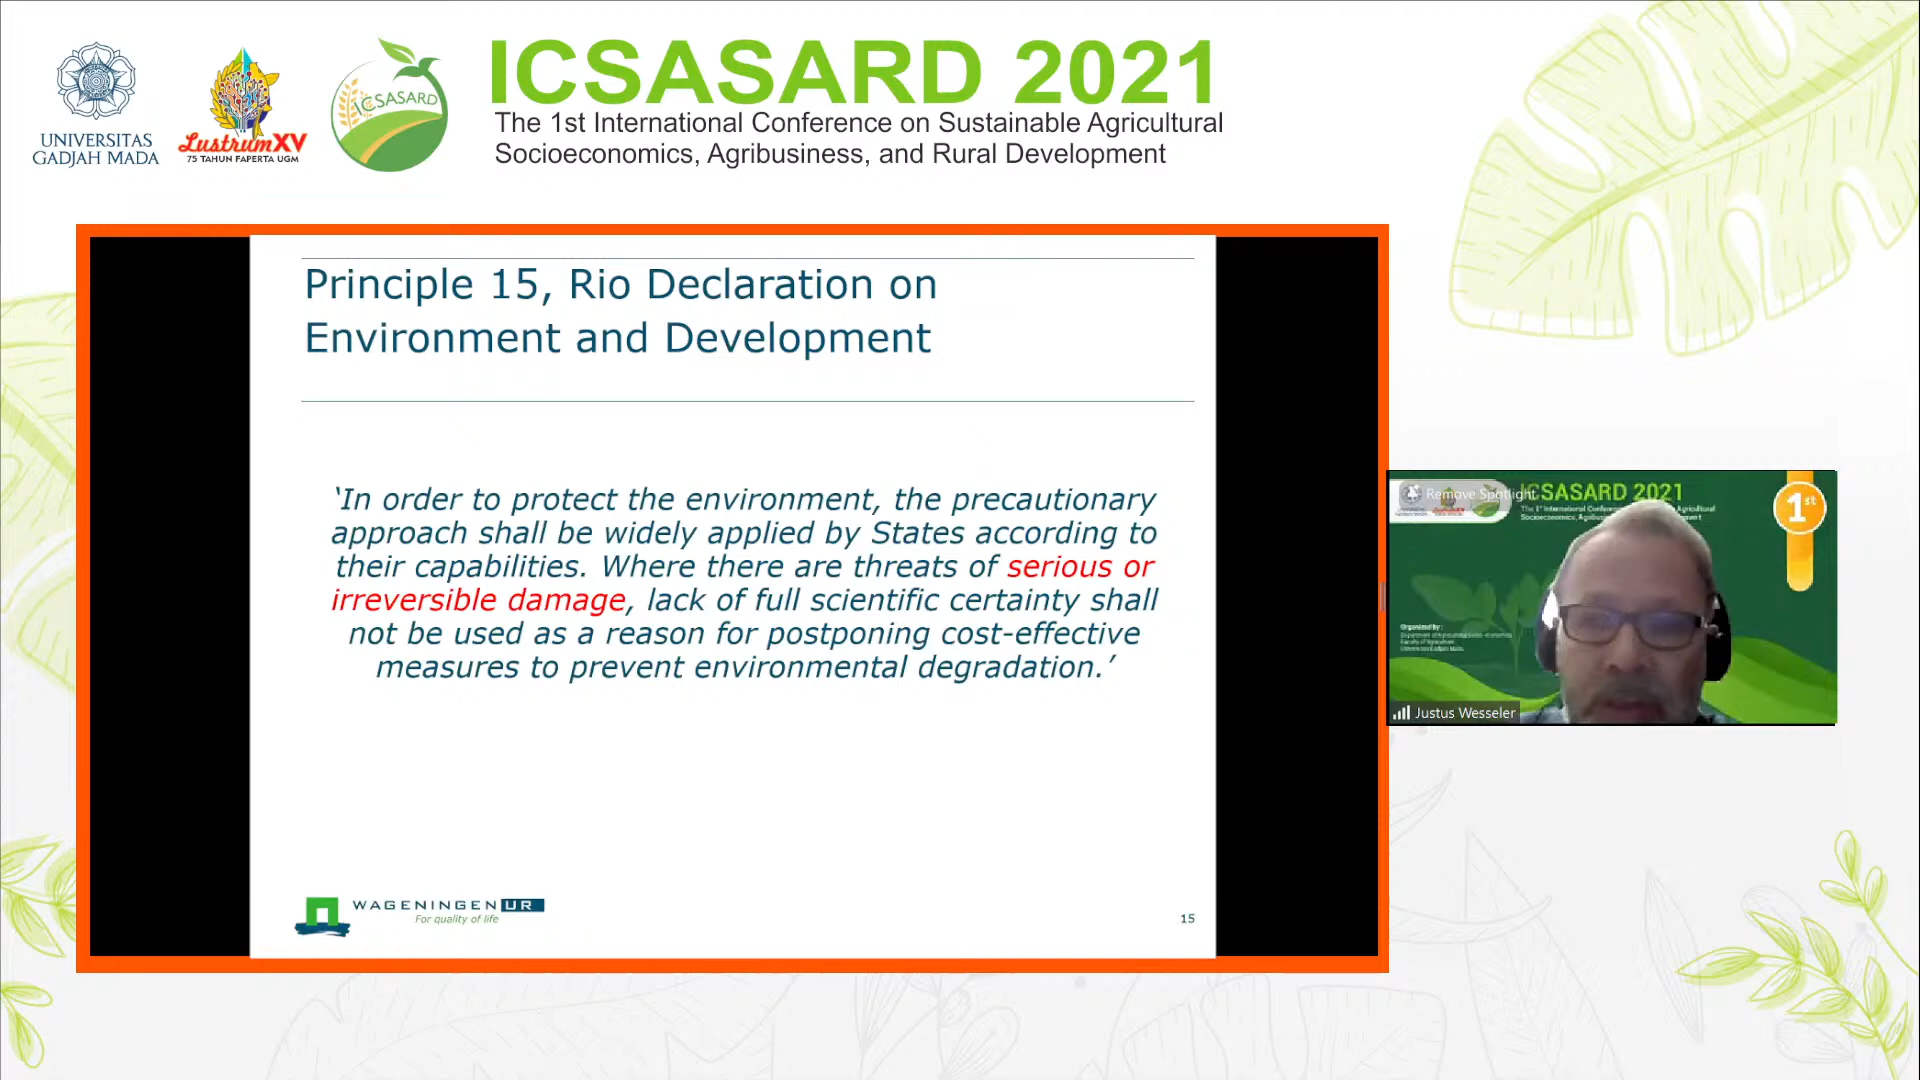 UNIVERSITAS
GADJAH MADA
LustrumXV
75 TAHUN FAPERTA UGM
ICSASARD
ICSASARD 2021
The 1st International Conference on Sustainable Agricultural
Socioeconomics, Agribusiness, and Rural Development
Principle 15, Rio Declaration on
Environment and Development
‘In order to protect the environment, the precautionary
approach shall be widely applied by States according to
their capabilities. Where there are threats of serious or
irreversible damage, lack of full scientific certainty shall
not be used as a reason for postponing cost-effective
measures to prevent environmental degradation.’
WAGENINGEN UR
For quality of life
15
Remove Spotlight
ICSASARD 2021
1st
Organized by :
Justus Wesseler